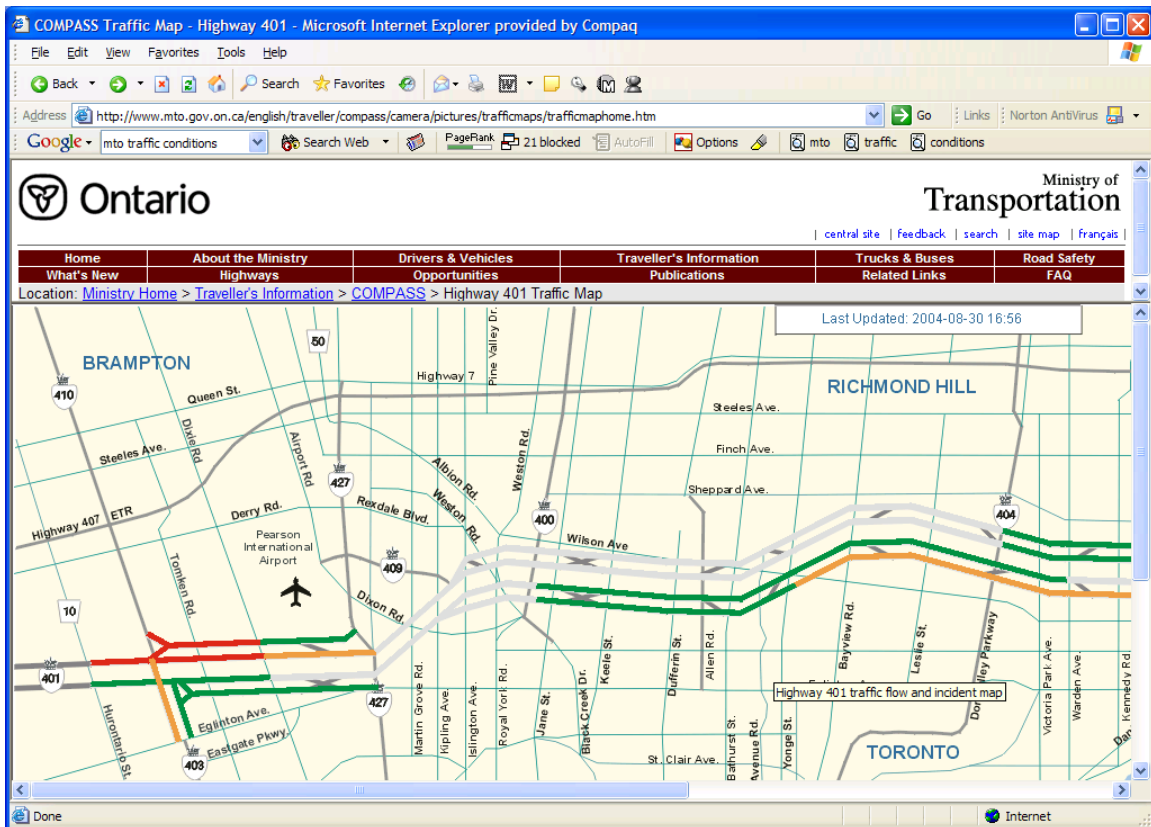 COMPASS Traffic Map - Highway 401 - Microsoft Internet Explorer provided by Compaq
File Edit View Favorites Tools Help
Back Search Favorites
Address http://www.mto.gov.on.ca/english/traveller/compass/camera/pictures/trafficmaps/trafficmaphome.htm Go Links Norton AntiVirus
Google mto traffic conditions Search Web PageRank 21 blocked AutoFill Options mto traffic conditions
Ontario
Ministry of
Transportation
| central site | feedback | search | site map | français |
Home About the Ministry Drivers & Vehicles Traveller's Information Trucks & Buses Road Safety
What's New Highways Opportunities Publications Related Links FAQ
Location: Ministry Home > Traveller's Information > COMPASS > Highway 401 Traffic Map
Last Updated: 2004-08-30 16:56
BRAMPTON
50
Pine Valley Dr.
Highway 7
RICHMOND HILL
410
Queen St.
Steeles Ave.
Dixie Rd
Airport Rd
Steeles Ave.
Finch Ave.
427
Albion Rd.
Weston Rd.
Weston Rd.
Sheppard Ave.
Highway 407 ETR
Derry Rd.
Rexdale Blvd.
400
404
Wilson Ave
Pearson
International
Airport
409
Tomken Rd.
Dixon Rd.
10
401
427
Hurontario St.
Eglinton Ave.
Eastgate Pkwy.
403
Martin Grove Rd.
Kipling Ave.
Islington Ave.
Royal York Rd.
Jane St.
Black Creek Dr.
Keele St.
Dufferin St.
Allen Rd.
Bathurst St.
Avenue Rd.
Yonge St.
Bayview Rd.
Leslie St.
Victoria Park Ave.
Warden Ave.
Kennedy Rd
Highway 401 traffic flow and incident map
St. Clair Ave.
TORONTO
Done Internet